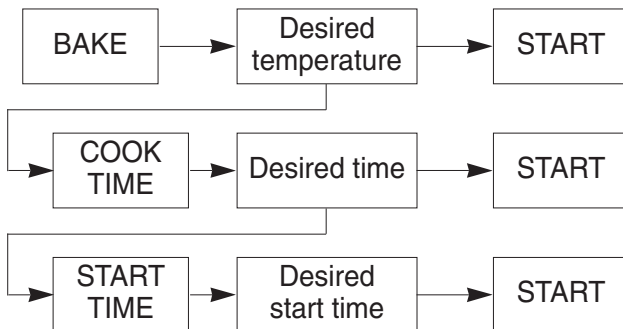 BAKE
Desired
temperature
START
COOK
TIME
Desired time
START
START
TIME
Desired
start time
START